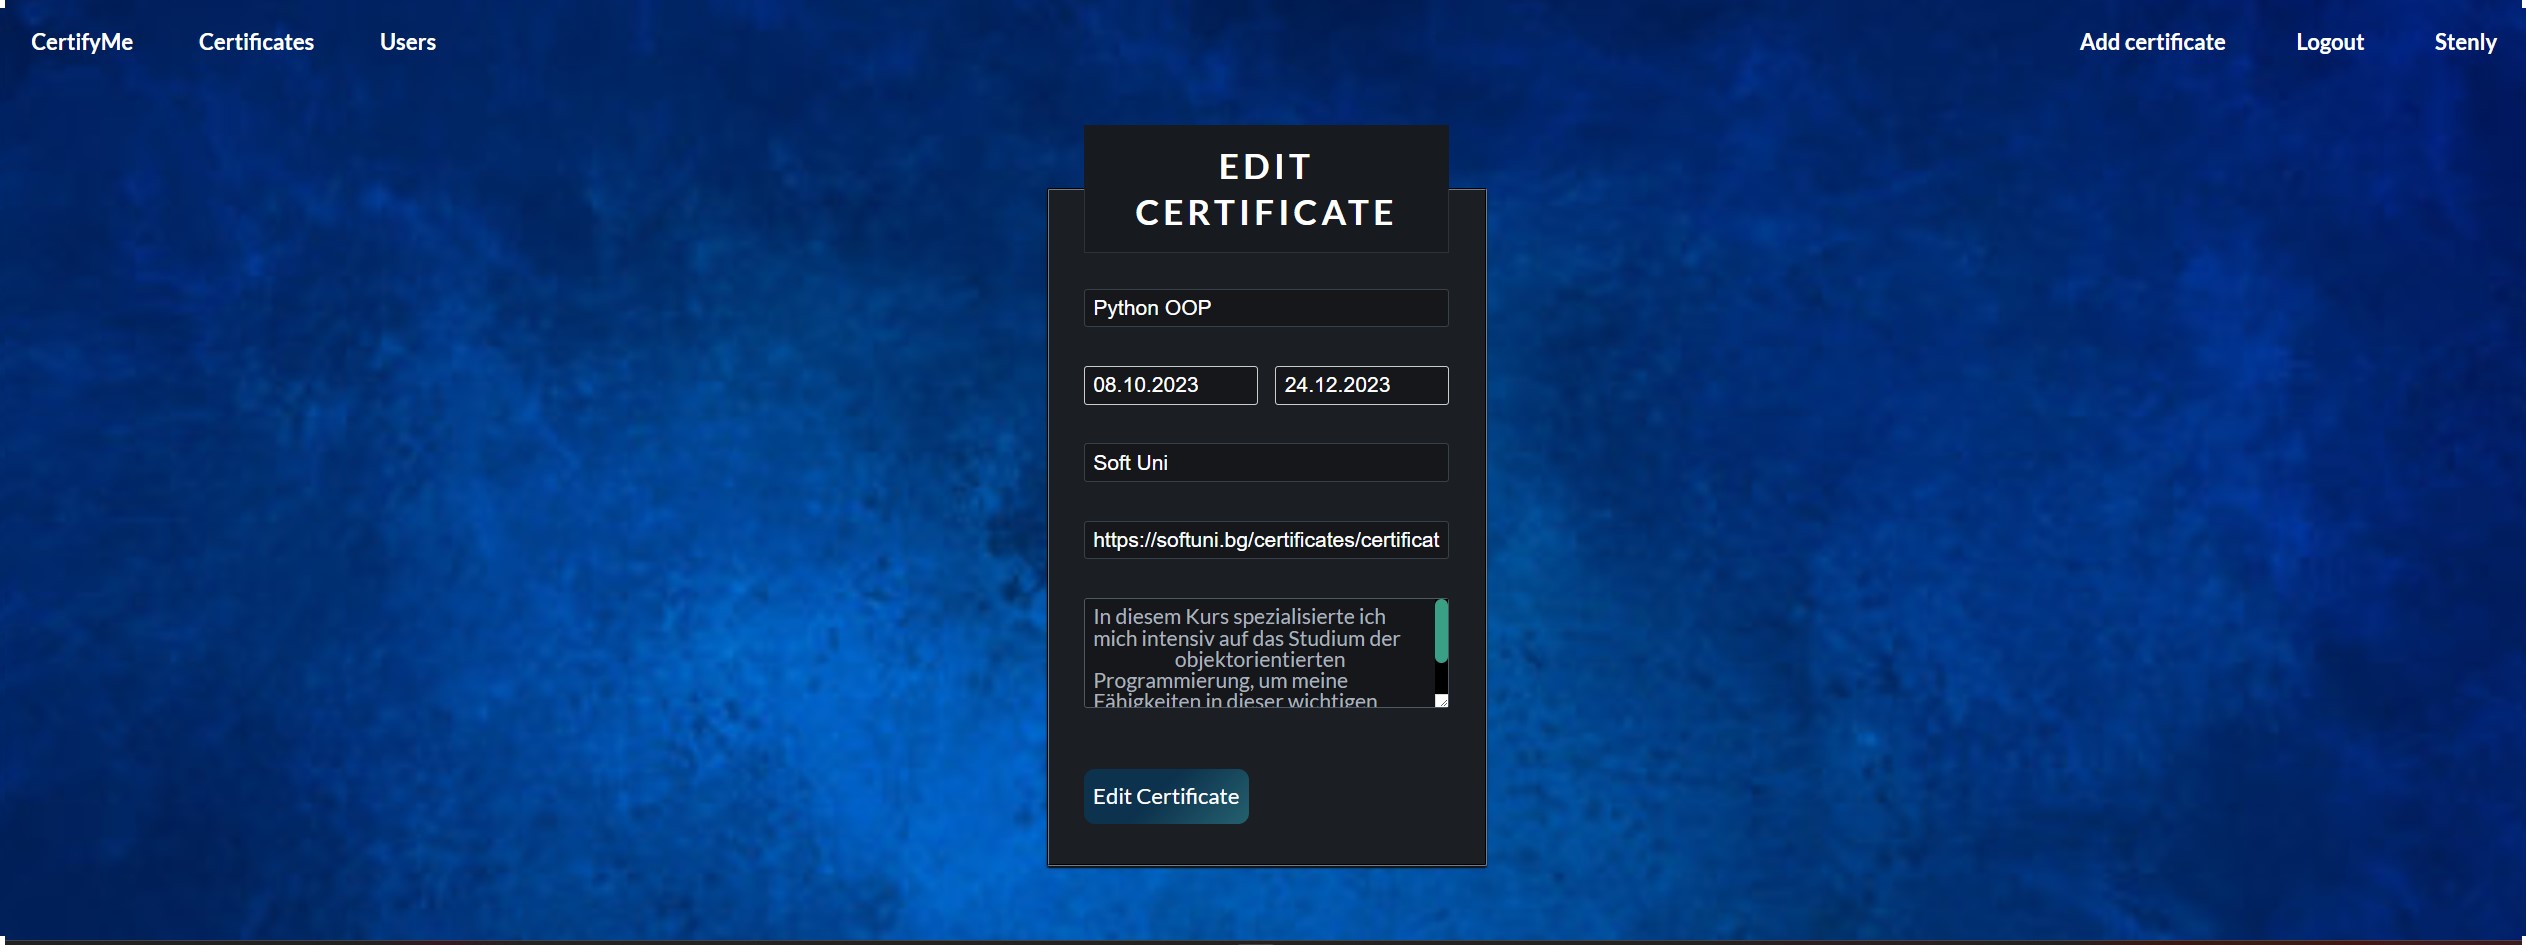 CertifyMe Certificates Users Add certificate Logout Stenly
EDIT
CERTIFICATE
Python OOP
08.10.2023 24.12.2023
Soft Uni
https://softuni.bg/certificates/certificat
In diesem Kurs spezialisierte ich
mich intensiv auf das Studium der
objektorientierten
Programmierung, um meine
Fähigkeiten in dieser wichtigen
Edit Certificate